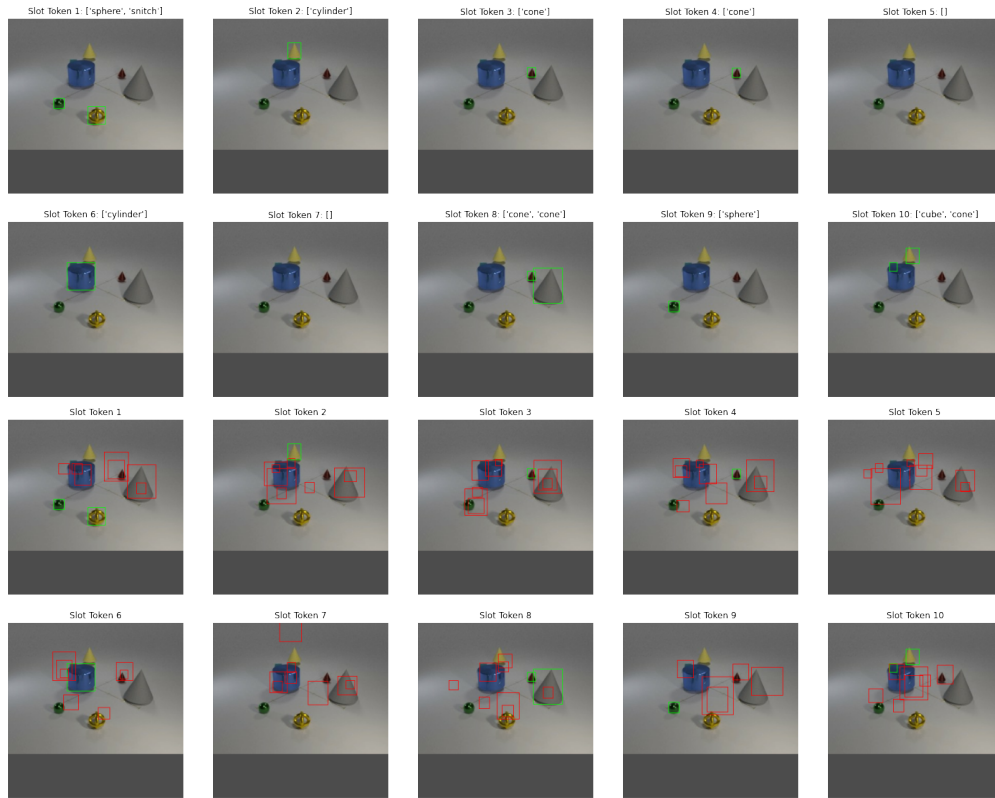 Slot Token 1: ['sphere', 'snitch']
Slot Token 2: ['cylinder']
Slot Token 3: ['cone']
Slot Token 4: ['cone']
Slot Token 5: []
Slot Token 6: ['cylinder']
Slot Token 7: []
Slot Token 8: ['cone', 'cone']
Slot Token 9: ['sphere']
Slot Token 10: ['cube', 'cone']
Slot Token 1
Slot Token 2
Slot Token 3
Slot Token 4
Slot Token 5
Slot Token 6
Slot Token 7
Slot Token 8
Slot Token 9
Slot Token 10